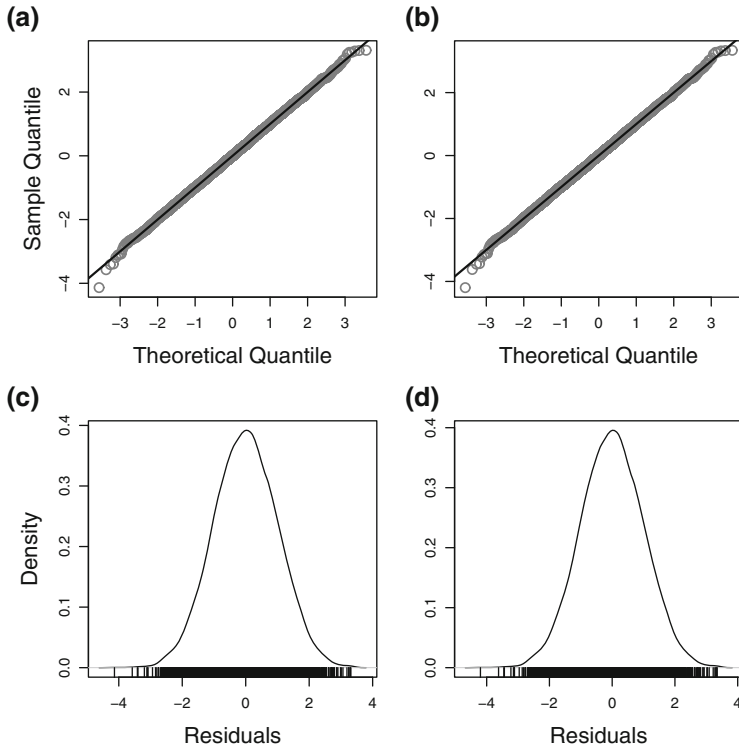 (a)
Sample Quantile
2
0
−2
−4
−3 −2 −1 0 1 2 3
Theoretical Quantile
(b)
2
0
−2
−4
−3 −2 −1 0 1 2 3
Theoretical Quantile
(c)
Density
0.4
0.3
0.2
0.1
0.0
−4 −2 0 2 4
Residuals
(d)
0.4
0.3
0.2
0.1
0.0
−4 −2 0 2 4
Residuals